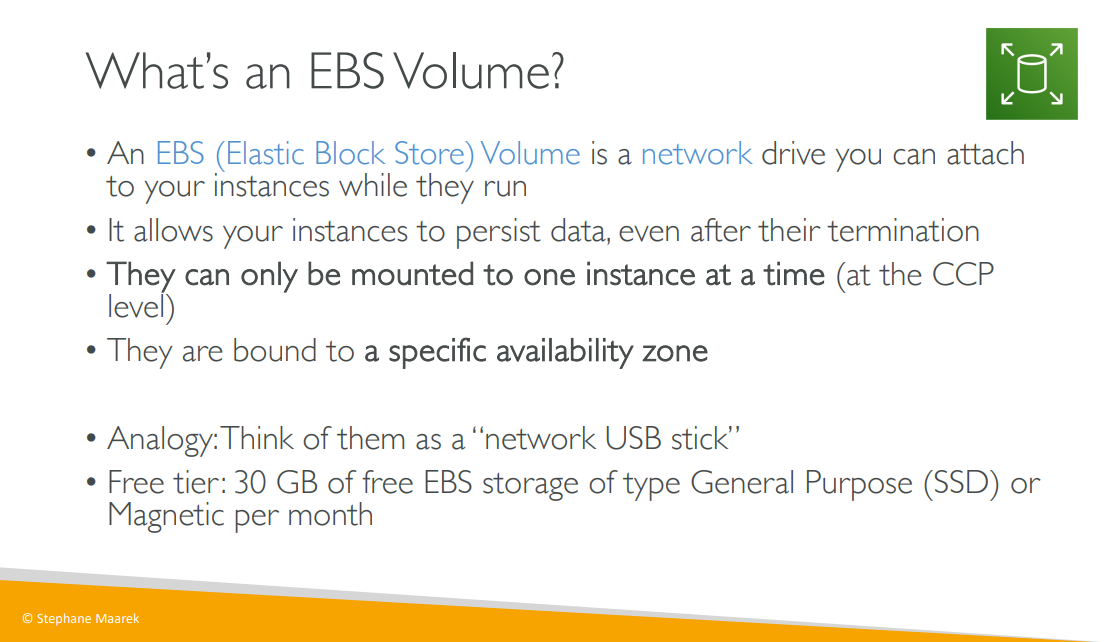 What’s an EBS Volume?
• An EBS (Elastic Block Store) Volume is a network drive you can attach
to your instances while they run
• It allows your instances to persist data, even after their termination
• They can only be mounted to one instance at a time (at the CCP
level)
• They are bound to a specific availability zone
• Analogy: Think of them as a “network USB stick”
• Free tier: 30 GB of free EBS storage of type General Purpose (SSD) or
Magnetic per month
© Stephane Maarek